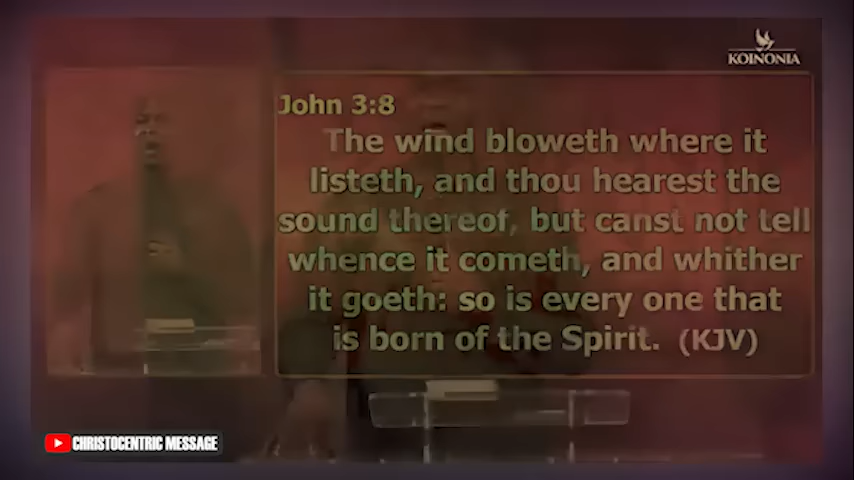 KOINONIA
John 3:8
The wind bloweth where it
listeth, and thou hearest the
sound thereof, but canst not tell
whence it cometh, and whither
it goeth: so is every one that
is born of the Spirit. (KJV)
CHRISTOCENTRIC MESSAGE